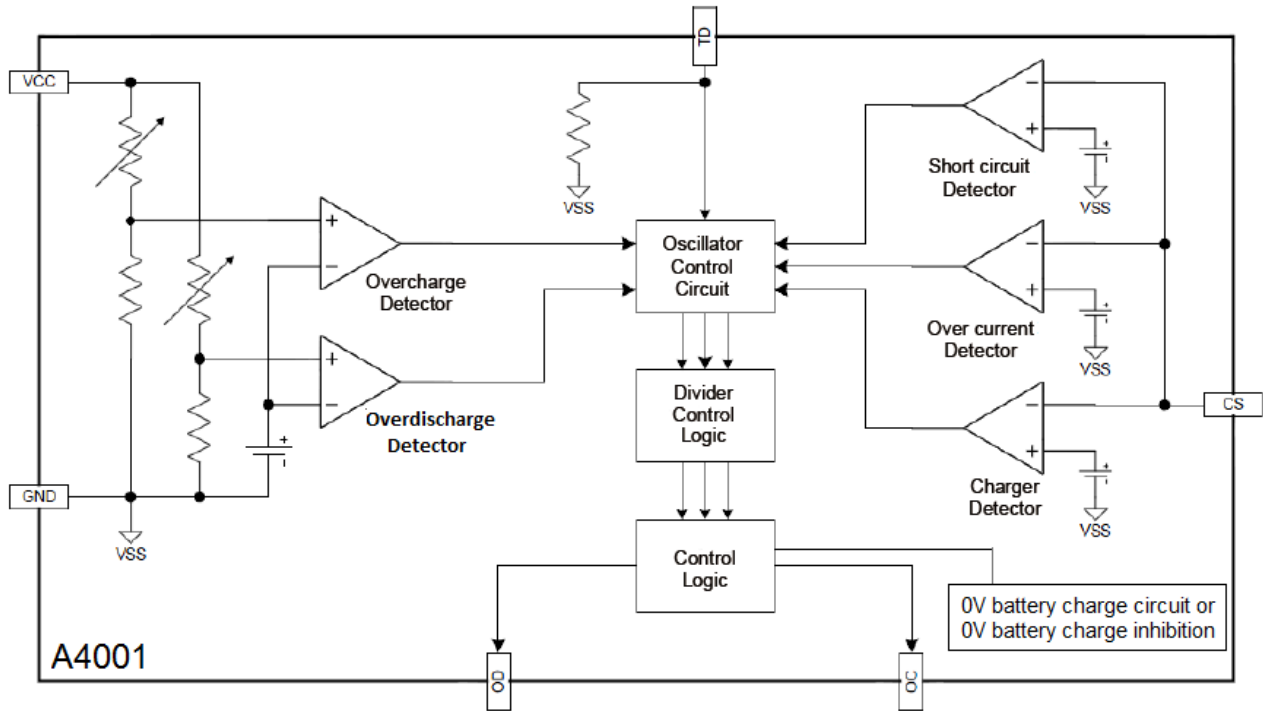 TD
VCC
+
−
Overcharge
Detector
+
−
Overdischarge
Detector
+
-
GND
VSS
VSS
Oscillator
Control
Circuit
Divider
Control
Logic
Control
Logic
−
+
+
-
Short circuit
Detector
VSS
−
+
+
-
Over current
Detector
VSS
−
+
+
-
Charger
Detector
VSS
CS
0V battery charge circuit or
0V battery charge inhibition
A4001
OD
OC